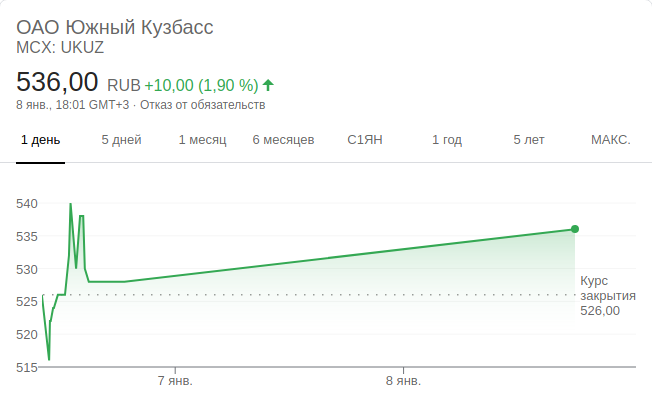 ОАО Южный Кузбасс
MCX: UKUZ
536,00 RUB +10,00 (1,90 %)
8 янв., 18:01 GMT+3 · Отказ от обязательств
1 день 5 дней 1 месяц 6 месяцев С1ЯН 1 год 5 лет МАКС.
540
535
530
525
520
515
Курс
закрытия
526,00
7 янв. 8 янв.